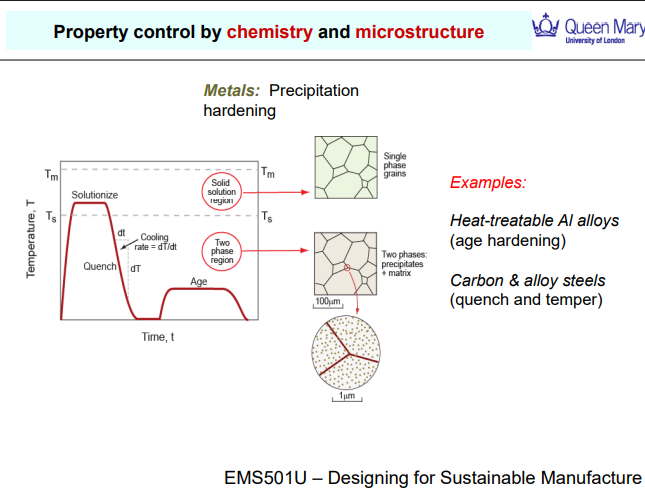 Property control by chemistry and microstructure
Queen Mary
University of London
Metals: Precipitation
hardening
Tm
Tm
Ts
Ts
Temperature, T
Solutionize
dt
Cooling
rate = dT/dt
Quench
dT
Age
Time, t
Solid
solution
region
Two
phase
region
Single
phase
grains
Two phases:
precipitates
+ matrix
100μm
1μm
Examples:
Heat-treatable Al alloys
(age hardening)
Carbon & alloy steels
(quench and temper)
EMS501U – Designing for Sustainable Manufacture